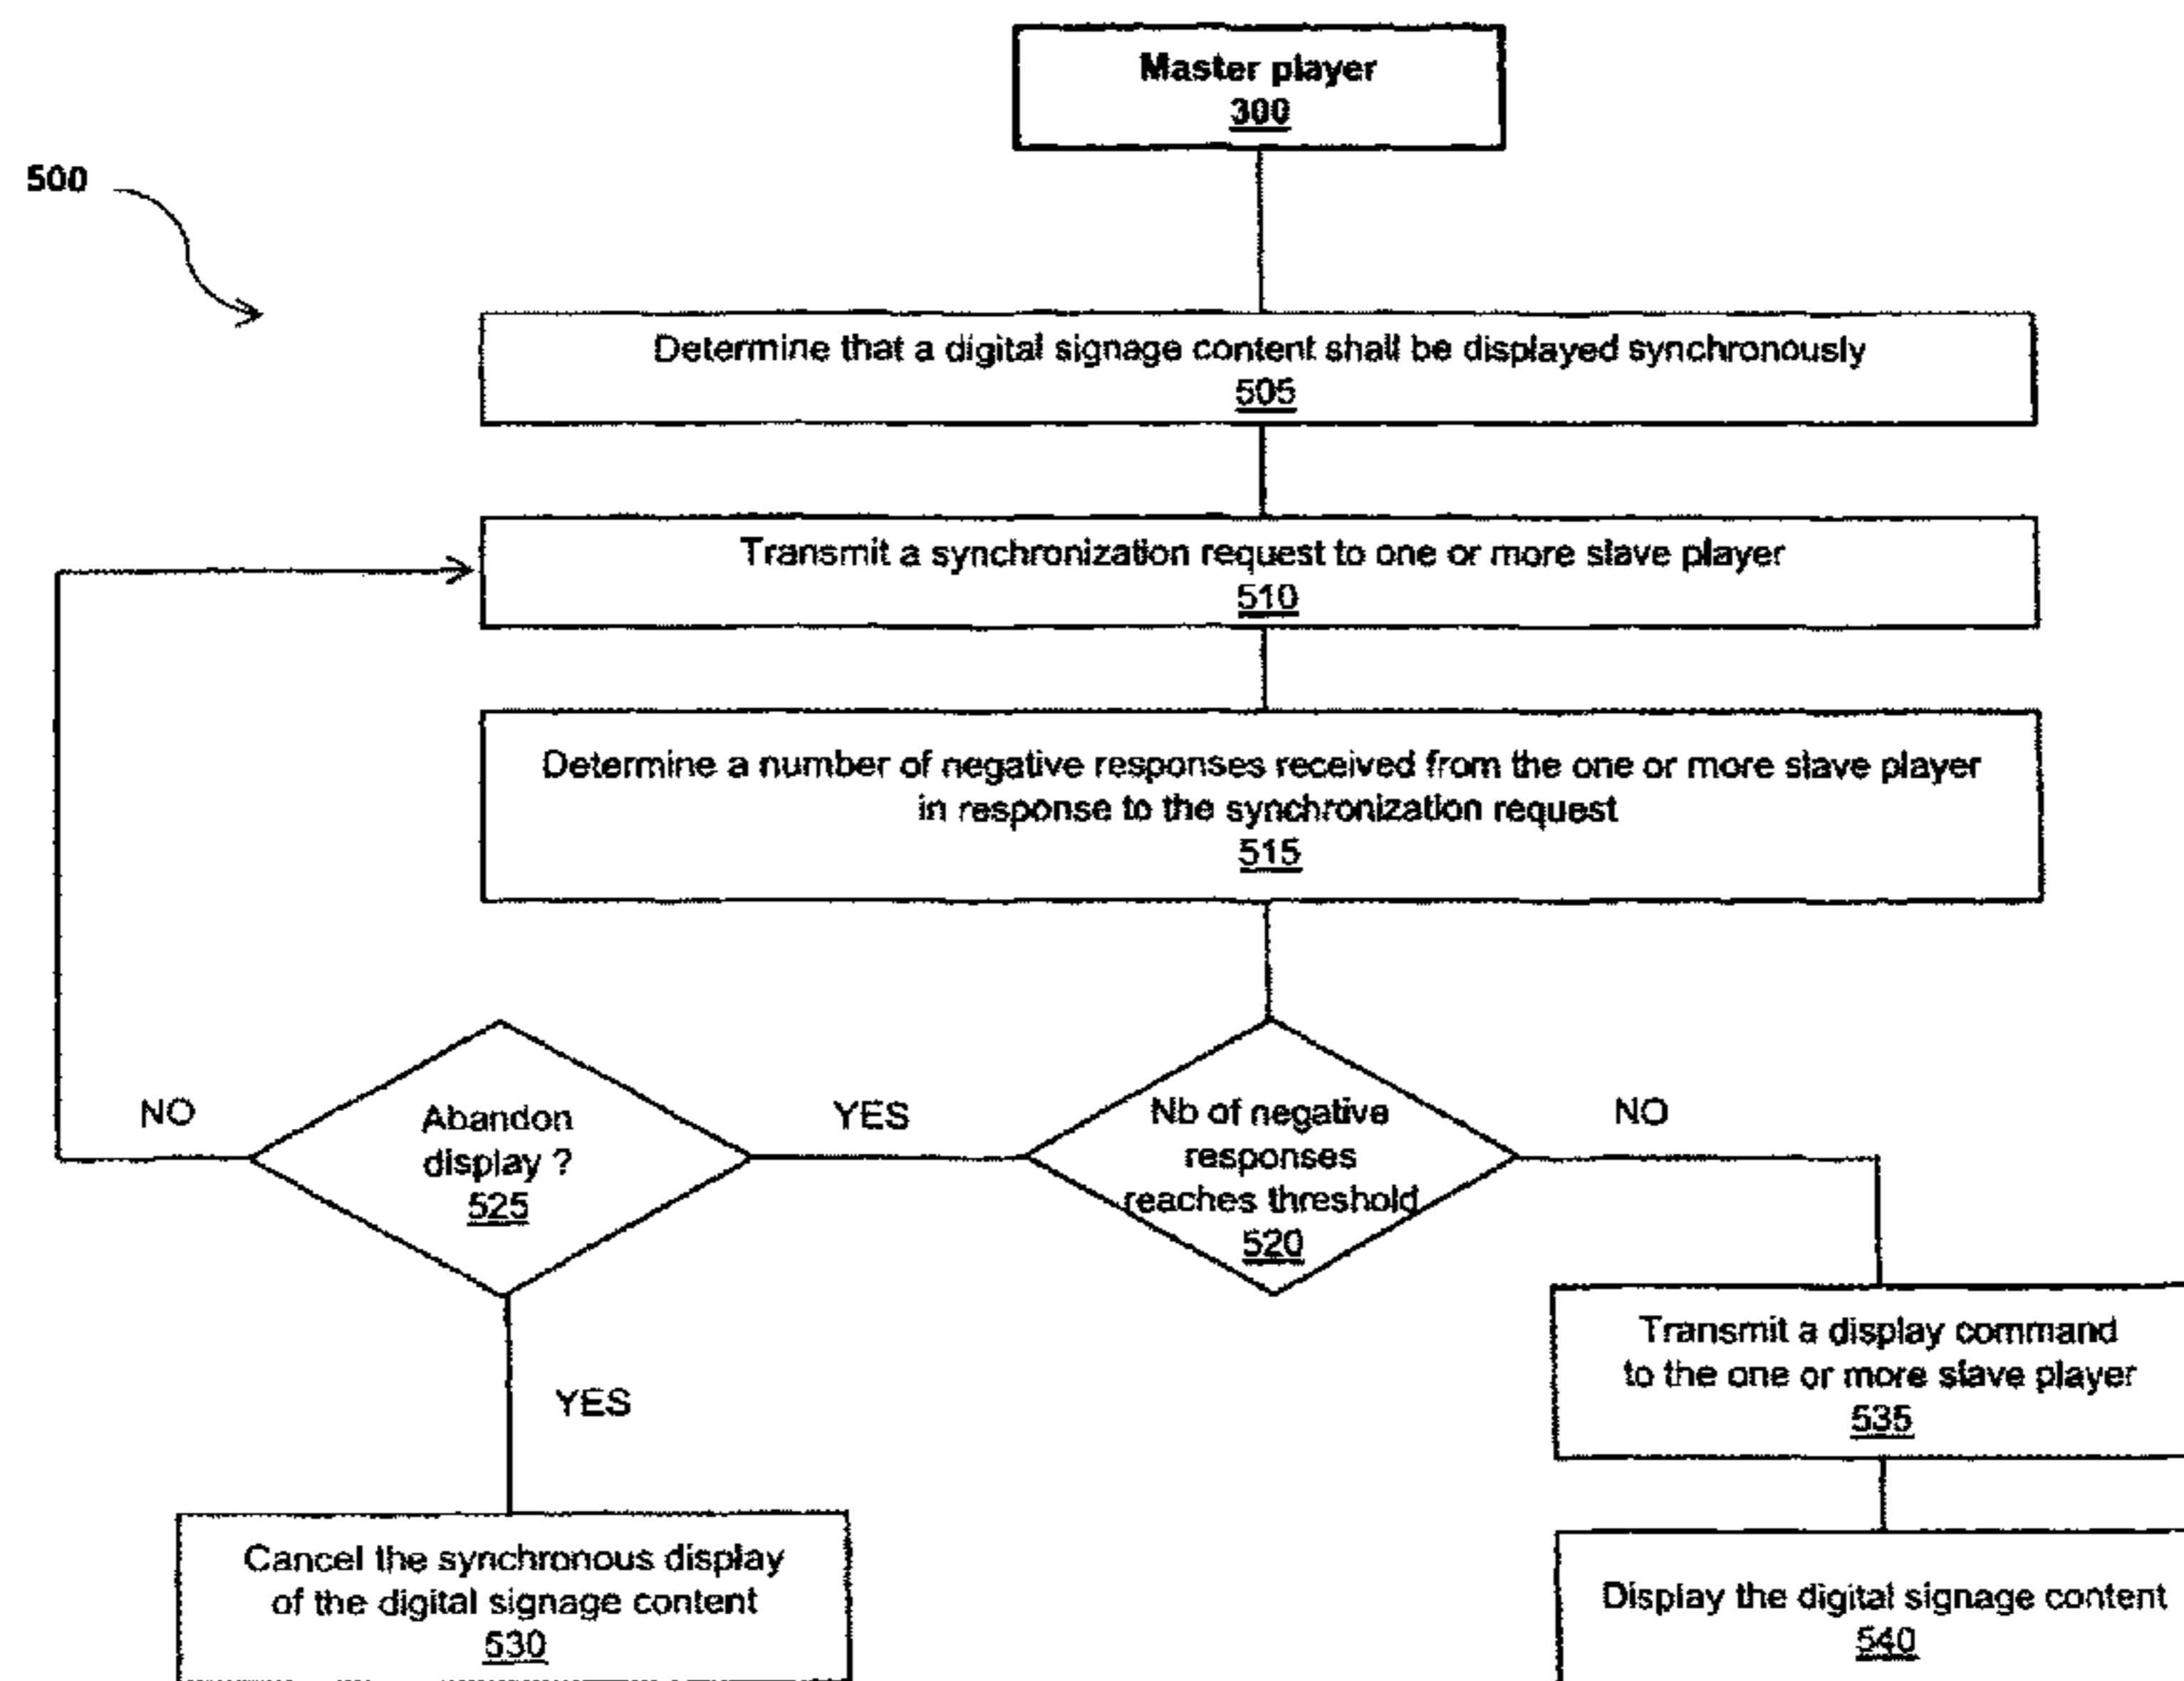 Master player
300
500
Determine that a digital signage content shall be displayed synchronously
505
Transmit a synchronization request to one or more slave player
510
Determine a number of negative responses received from the one or more slave player
in response to the synchronization request
515
NO
Abandon
display ?
525
YES
Nb of negative
responses
reaches threshold
520
NO
Transmit a display command
to the one or more slave player
535
YES
Cancel the synchronous display
of the digital signage content
530
Display the digital signage content
540